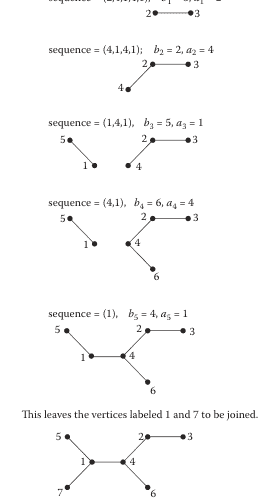 2 3
sequence = (4,1,4,1); b₂ = 2, a₂ = 4
2 3
4
sequence = (1,4,1), b₃ = 5, a₃ = 1
5 2 3
1 4
sequence = (4,1), b₄ = 6, a₄ = 4
5 2 3
1 4
6
sequence = (1), b₅ = 4, a₅ = 1
5 2 3
1 4
6
This leaves the vertices labeled 1 and 7 to be joined.
5 2 3
1 4
7 6